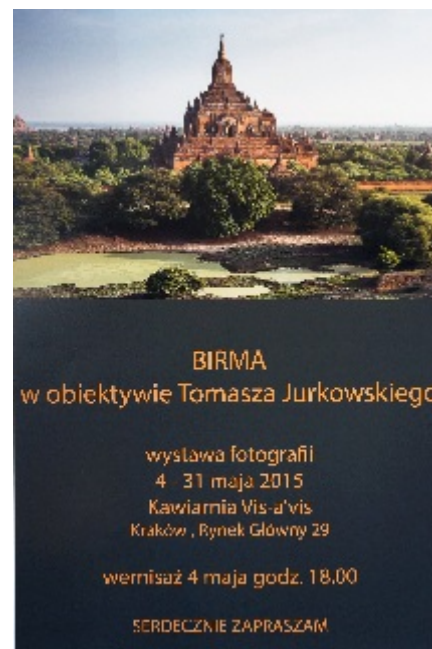 BIRMA
w obiektywie Tomasza Jurkowskiego
wystawa fotografii
4 - 31 maja 2015
Kawiarnia Vis-a'vis
Kraków , Rynek Główny 29
wernisaż 4 maja godz. 18.00
SERDECZNIE ZAPRASZAM